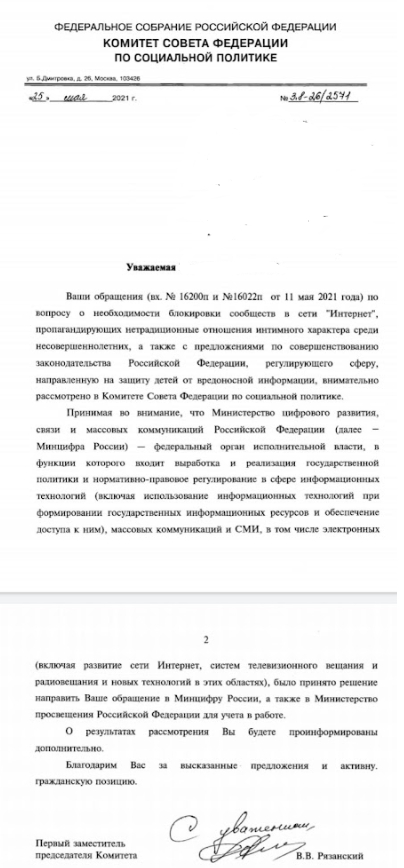 ФЕДЕРАЛЬНОЕ СОБРАНИЕ РОССИЙСКОЙ ФЕДЕРАЦИИ
КОМИТЕТ СОВЕТА ФЕДЕРАЦИИ
ПО СОЦИАЛЬНОЙ ПОЛИТИКЕ
ул. Б.Дмитровка, д. 26, Москва, 103426
«25» мая 2021 г. № 3.8-26/2571
Уважаемая
Ваши обращения (вх. № 16200п и №16022п от 11 мая 2021 года) по
вопросу о необходимости блокировки сообществ в сети "Интернет",
пропагандирующих нетрадиционные отношения интимного характера среди
несовершеннолетних, а также с предложениями по совершенствованию
законодательства Российской Федерации, регулирующего сферу,
направленную на защиту детей от вредоносной информации, внимательно
рассмотрено в Комитете Совета Федерации по социальной политике.
Принимая во внимание, что Министерство цифрового развития,
связи и массовых коммуникаций Российской Федерации (далее –
Минцифра России) — федеральный орган исполнительной власти, в
функции которого входит выработка и реализация государственной
политики и нормативно-правовое регулирование в сфере информационных
технологий (включая использование информационных технологий при
формировании государственных информационных ресурсов и обеспечение
доступа к ним), массовых коммуникаций и СМИ, в том числе электронных
2
(включая развитие сети Интернет, систем телевизионного вещания и
радиовещания и новых технологий в этих областях), было принято решение
направить Ваше обращение в Минцифру России, а также в Министерство
просвещения Российской Федерации для учета в работе.
О результатах рассмотрения Вы будете проинформированы
дополнительно.
Благодарим Вас за высказанные предложения и активну.
гражданскую позицию.
С уважением,
Первый заместитель
председателя Комитета В.В. Рязанский